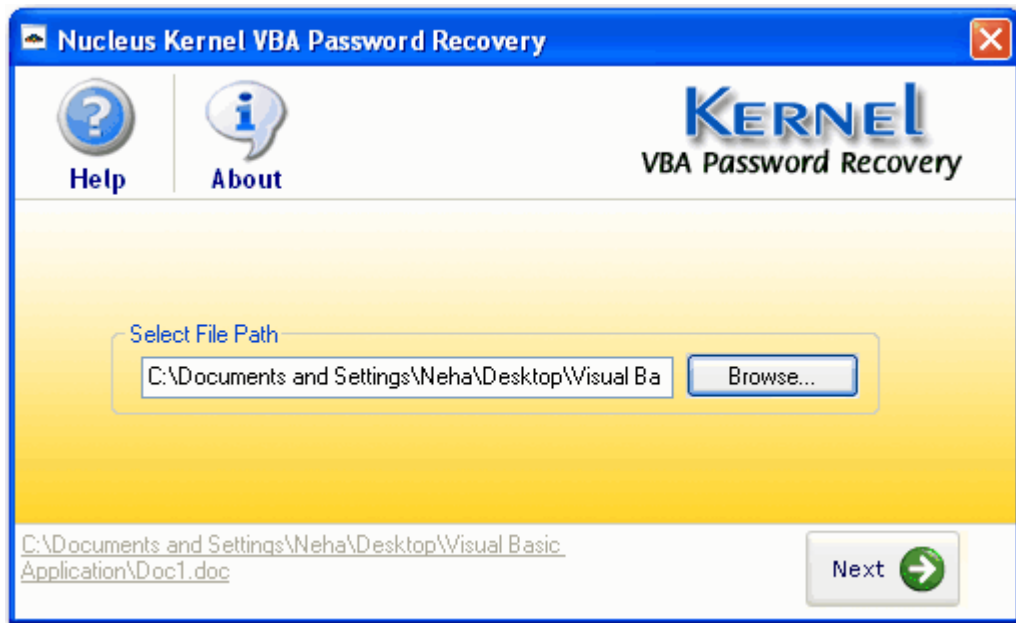 Nucleus Kernel VBA Password Recovery
Help
About
KERNEL
VBA Password Recovery
Select File Path
C:\Documents and Settings\Neha\Desktop\Visual Ba
Browse...
C:\Documents and Settings\Neha\Desktop\Visual Basic
Application\Doc1.doc
Next